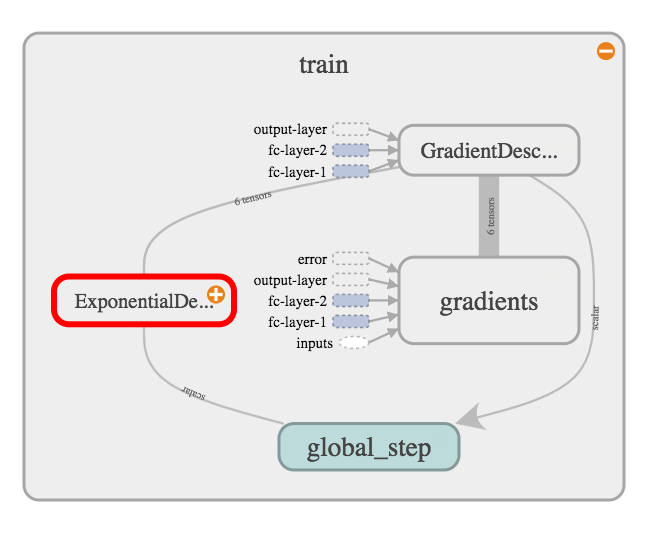 train
output-layer
fc-layer-2
fc-layer-1
GradientDesc...
6 tensors
6 tensors
error
output-layer
fc-layer-2
fc-layer-1
inputs
gradients
ExponentialDe...
scalar
scalar
global_step